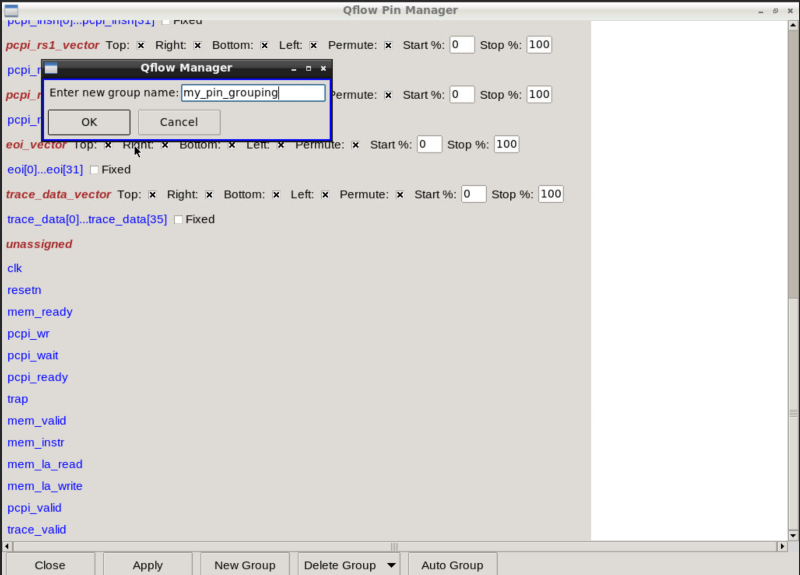 Qflow Pin Manager
pcpi_insn[0]...pcpi_insn[31] Fixed
pcpi_rs1_vector Top: Right: Bottom: Left: Permute: Start %: 0 Stop %: 100
pcpi_r
Qflow Manager
pcpi_r Permute: Start %: 0 Stop %: 100
Enter new group name: my_pin_grouping
pcpi_r
OK Cancel
eoi_vector Top: Right: Bottom: Left: Permute: Start %: 0 Stop %: 100
eoi[0]...eoi[31] Fixed
trace_data_vector Top: Right: Bottom: Left: Permute: Start %: 0 Stop %: 100
trace_data[0]...trace_data[35] Fixed
unassigned
clk
resetn
mem_ready
pcpi_wr
pcpi_wait
pcpi_ready
trap
mem_valid
mem_instr
mem_la_read
mem_la_write
pcpi_valid
trace_valid
Close Apply New Group Delete Group Auto Group